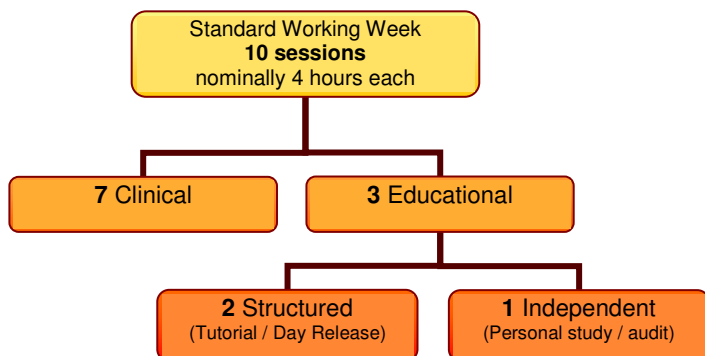 Standard Working Week
10 sessions
nominally 4 hours each
7 Clinical
3 Educational
2 Structured
(Tutorial / Day Release)
1 Independent
(Personal study / audit)